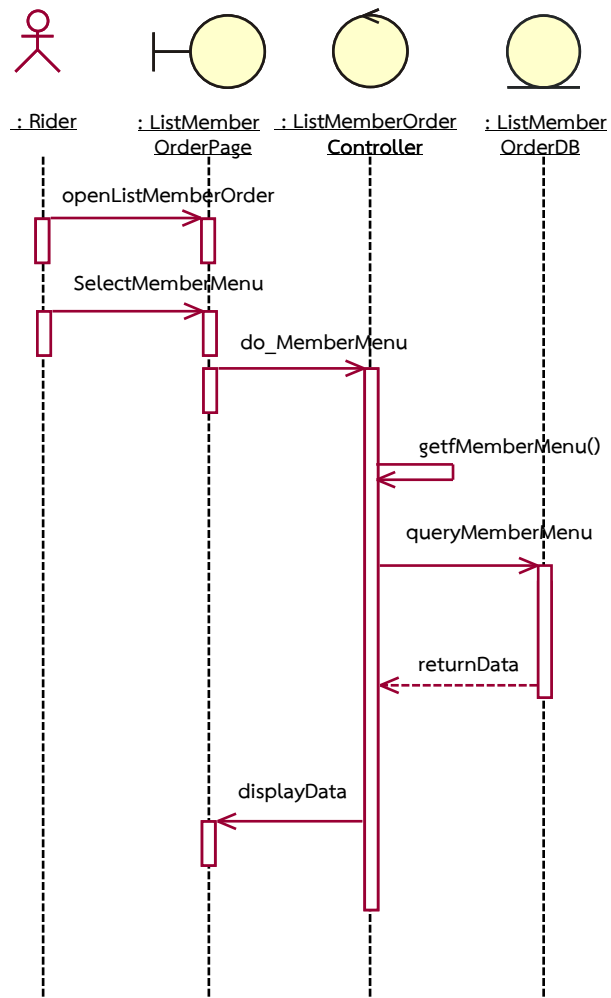 : Rider
: ListMember
OrderPage
: ListMemberOrder
Controller
: ListMember
OrderDB
openListMemberOrder
SelectMemberMenu
do_MemberMenu
getfMemberMenu()
queryMemberMenu
returnData
displayData